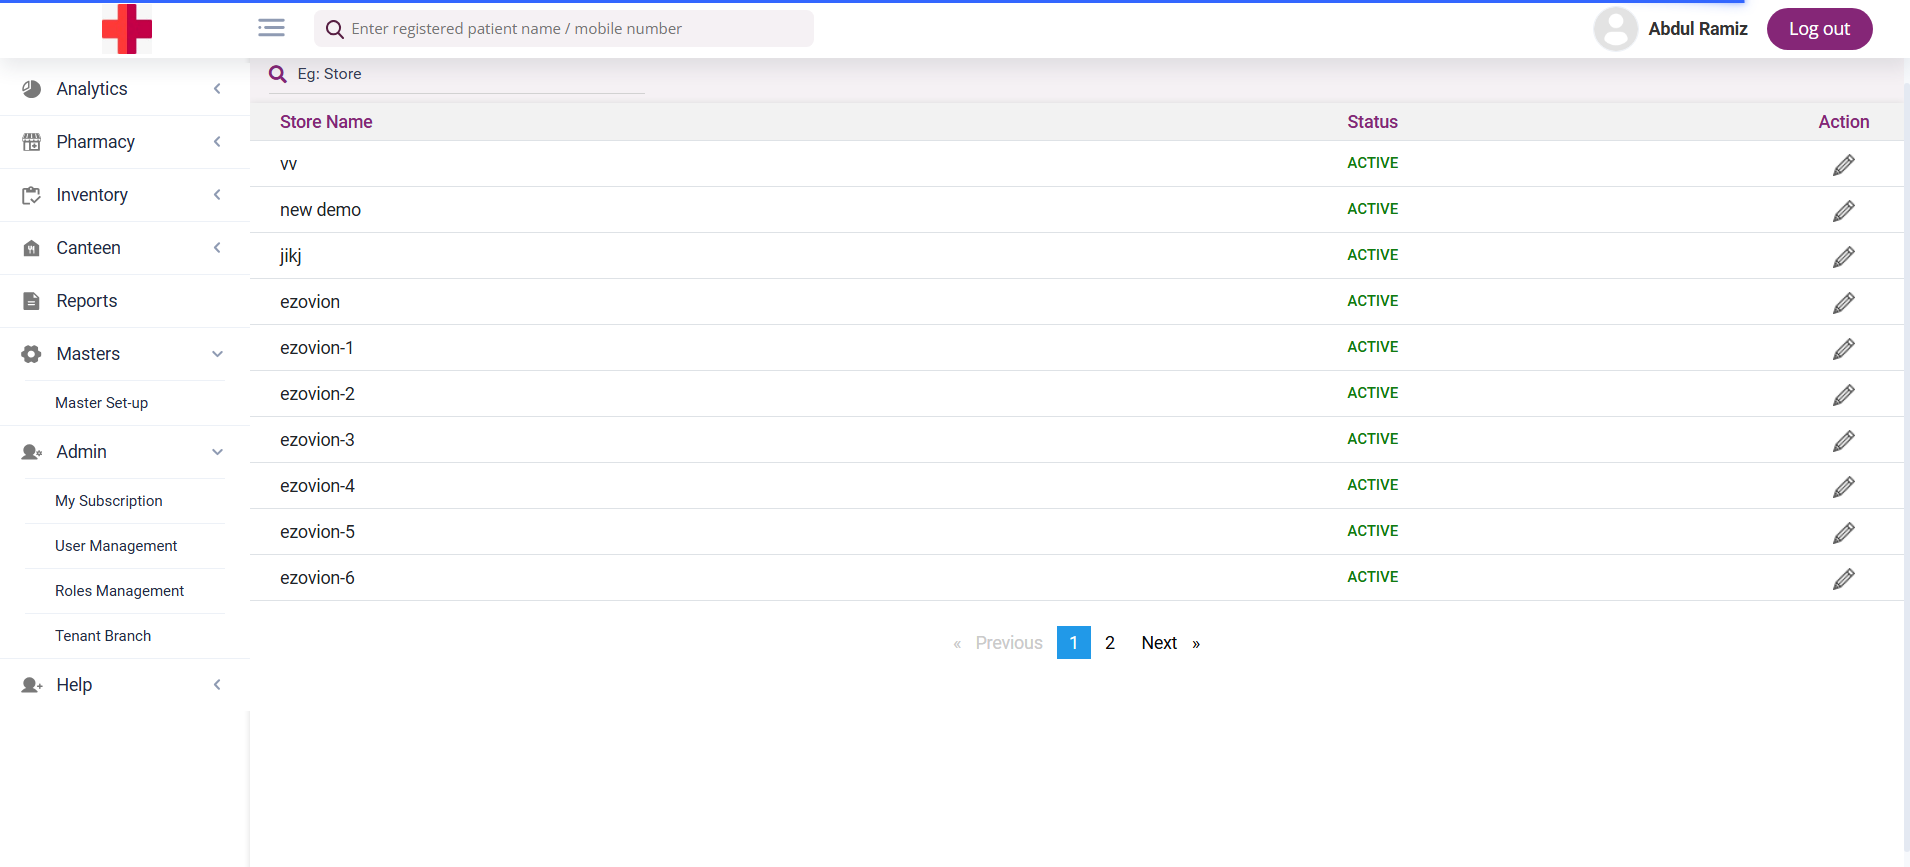 Enter registered patient name / mobile number
Abdul Ramiz
Log out
Analytics
Pharmacy
Inventory
Canteen
Reports
Masters
Master Set-up
Admin
My Subscription
User Management
Roles Management
Tenant Branch
Help
Eg: Store
Store Name Status Action
vv ACTIVE
new demo ACTIVE
jikj ACTIVE
ezovion ACTIVE
ezovion-1 ACTIVE
ezovion-2 ACTIVE
ezovion-3 ACTIVE
ezovion-4 ACTIVE
ezovion-5 ACTIVE
ezovion-6 ACTIVE
« Previous 1 2 Next »